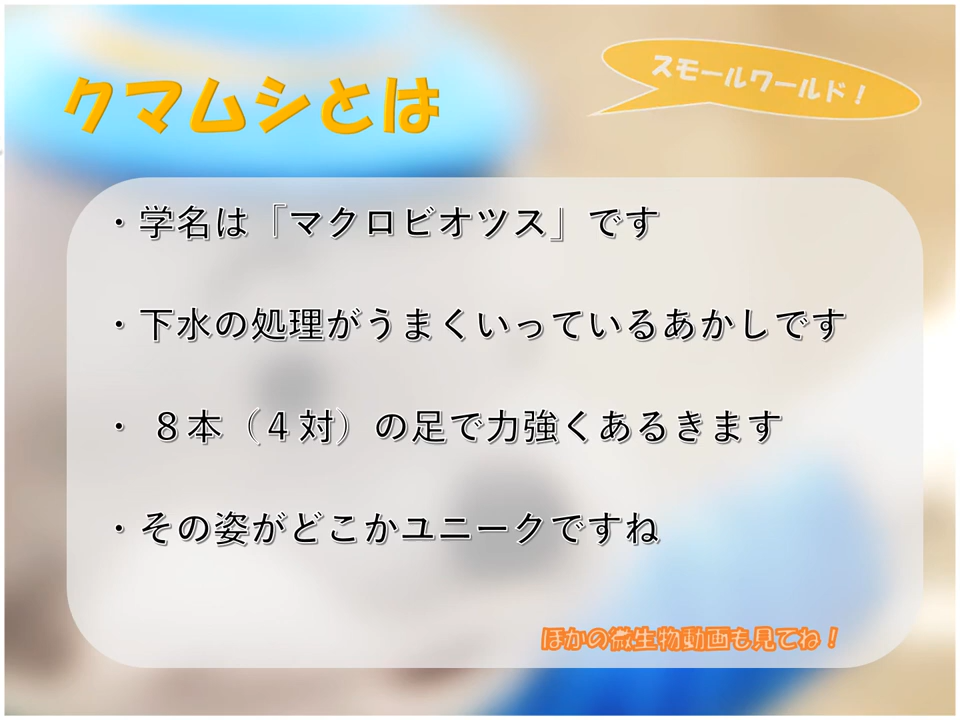 クマムシとは
スモールワールド！
・学名は「マクロビオツス」です
・下水の処理がうまくいっているあかしです
・８本（４対）の足で力強くあるきます
・その姿がどこかユニークですね
ほかの微生物動画も見てね！